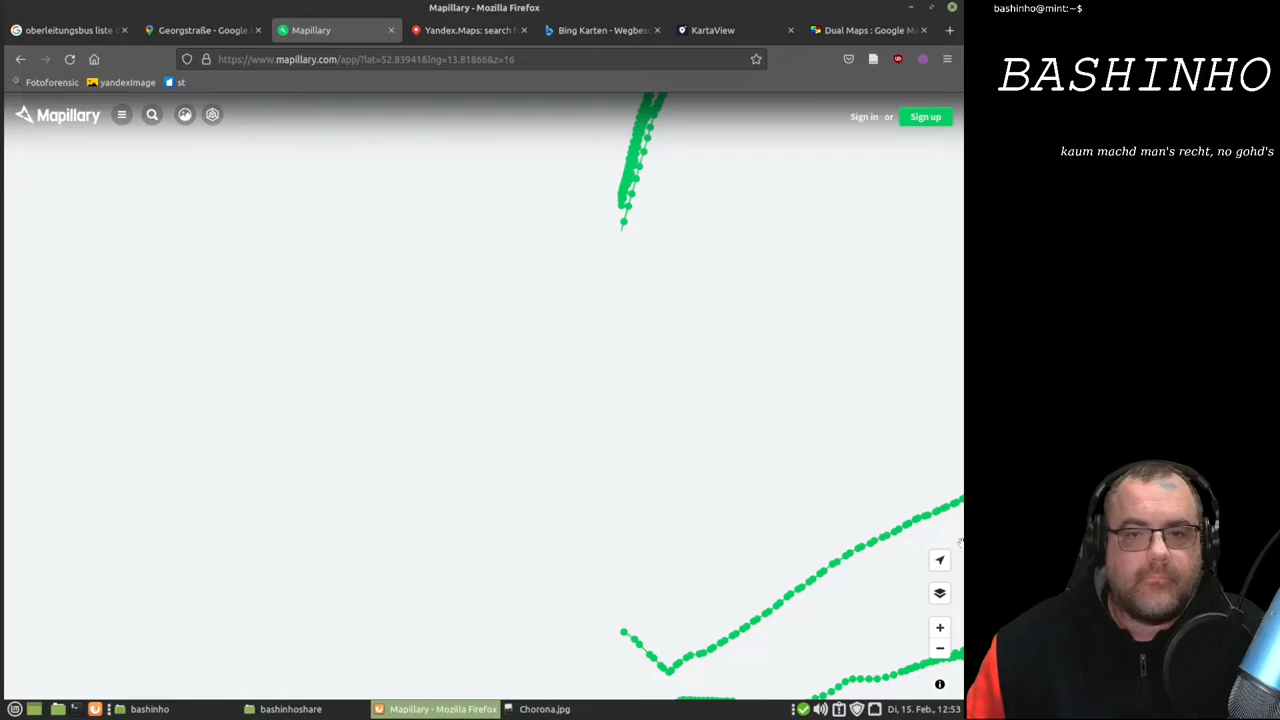 Mapillary - Mozilla Firefox
oberleitungsbus liste d
Georgstraße - Google M
Mapillary
Yandex.Maps: search f
Bing Karten - Wegbesc
KartaView
Dual Maps : Google Ma
https://www.mapillary.com/app/?lat=52.83941&lng=13.81866&z=16
Fotoforensic
yandexImage
st
Mapillary
Sign in or
Sign up
bashinho
bashinhoshare
Mapillary - Mozilla Firefox
Chorona.jpg
Di, 15. Feb., 12:53
bashinho@mint:~$
BASHINHO
kaum machd man's recht, no gohd's